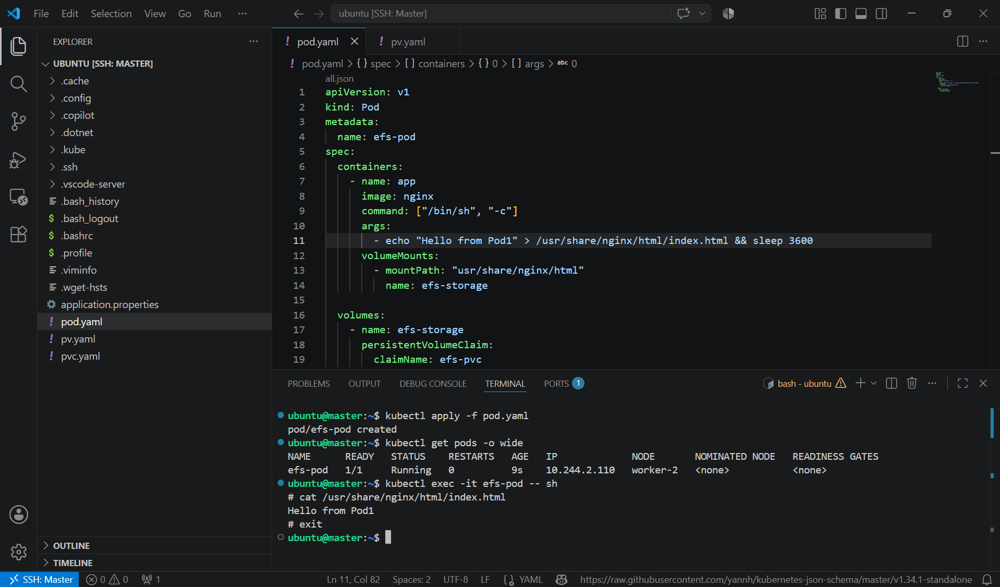 File Edit Selection View Go Run ···
ubuntu [SSH: Master]
EXPLORER
UBUNTU [SSH: MASTER]
.cache
.config
.copilot
.dotnet
.kube
.ssh
.vscode-server
.bash_history
.bash_logout
.bashrc
.profile
.viminfo
.wget-hsts
application.properties
pod.yaml
pv.yaml
pvc.yaml
OUTLINE
TIMELINE
! pod.yaml
! pv.yaml
! pod.yaml > { } spec > [ ] containers > { } 0 > [ ] args > abc 0
all.json
1 apiVersion: v1
2 kind: Pod
3 metadata:
4 name: efs-pod
5 spec:
6 containers:
7 - name: app
8 image: nginx
9 command: ["/bin/sh", "-c"]
10 args:
11 - echo "Hello from Pod1" > /usr/share/nginx/html/index.html && sleep 3600
12 volumeMounts:
13 - mountPath: "usr/share/nginx/html"
14 name: efs-storage
15
16 volumes:
17 - name: efs-storage
18 persistentVolumeClaim:
19 claimName: efs-pvc
PROBLEMS OUTPUT DEBUG CONSOLE TERMINAL PORTS 1
bash - ubuntu
ubuntu@master:~$ kubectl apply -f pod.yaml
pod/efs-pod created
ubuntu@master:~$ kubectl get pods -o wide
NAME READY STATUS RESTARTS AGE IP NODE NOMINATED NODE READINESS GATES
efs-pod 1/1 Running 0 9s 10.244.2.110 worker-2 <none> <none>
ubuntu@master:~$ kubectl exec -it efs-pod -- sh
# cat /usr/share/nginx/html/index.html
Hello from Pod1
# exit
ubuntu@master:~$
SSH: Master 0 0 1 Ln 11, Col 82 Spaces: 2 UTF-8 LF YAML https://raw.githubusercontent.com/yannh/kubernetes-json-schema/master/v1.34.1-standalone